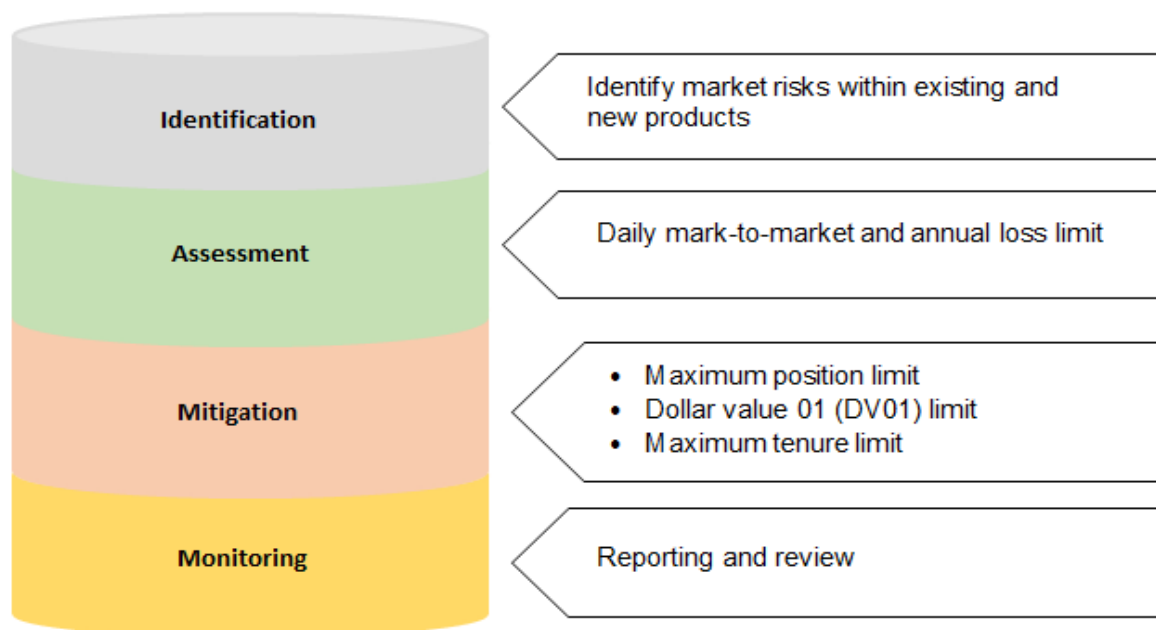 Identification
Identify market risks within existing and
new products
Assessment
Daily mark-to-market and annual loss limit
Mitigation
• Maximum position limit
• Dollar value 01 (DV01) limit
• Maximum tenure limit
Monitoring
Reporting and review